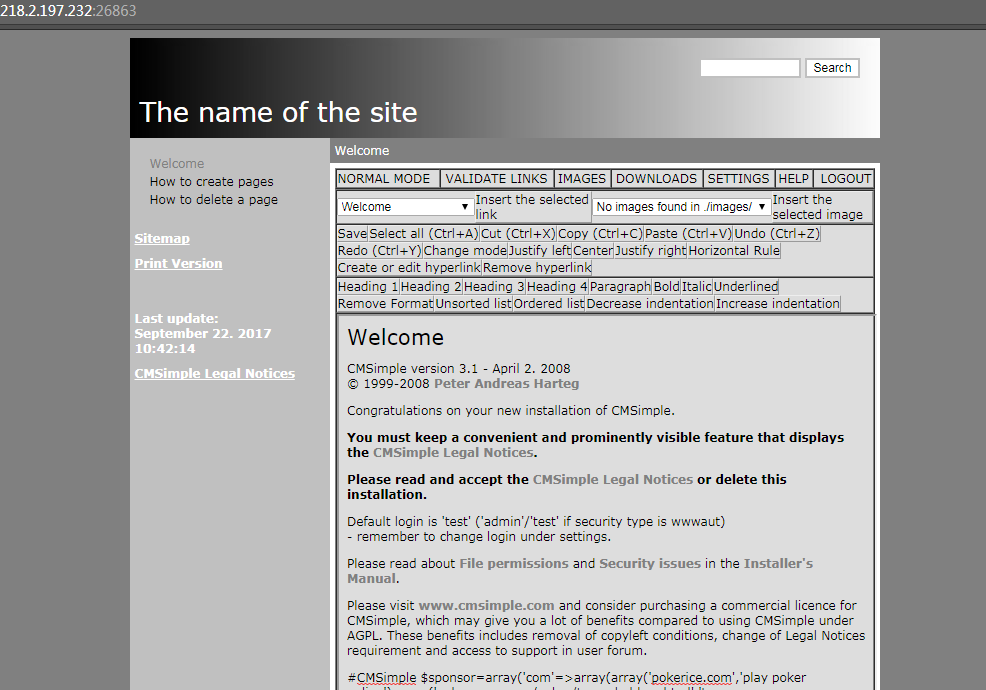 218.2.197.232:26863
Search
The name of the site
Welcome
How to create pages
How to delete a page
Sitemap
Print Version
Last update:
September 22. 2017
10:42:14
CMSimple Legal Notices
Welcome
NORMAL MODE VALIDATE LINKS IMAGES DOWNLOADS SETTINGS HELP LOGOUT
Welcome Insert the selected link No images found in ./images/ Insert the selected image
Save Select all (Ctrl+A) Cut (Ctrl+X) Copy (Ctrl+C) Paste (Ctrl+V) Undo (Ctrl+Z)
Redo (Ctrl+Y) Change mode Justify left Center Justify right Horizontal Rule
Create or edit hyperlink Remove hyperlink
Heading 1 Heading 2 Heading 3 Heading 4 Paragraph Bold Italic Underlined
Remove Format Unsorted list Ordered list Decrease indentation Increase indentation
Welcome
CMSimple version 3.1 - April 2. 2008
© 1999-2008 Peter Andreas Harteg
Congratulations on your new installation of CMSimple.
You must keep a convenient and prominently visible feature that displays
the CMSimple Legal Notices.
Please read and accept the CMSimple Legal Notices or delete this
installation.
Default login is 'test' ('admin'/'test' if security type is wwwaut)
- remember to change login under settings.
Please read about File permissions and Security issues in the Installer's
Manual.
Please visit www.cmsimple.com and consider purchasing a commercial licence for
CMSimple, which may give you a lot of benefits compared to using CMSimple under
AGPL. These benefits includes removal of copyleft conditions, change of Legal Notices
requirement and access to support in user forum.
#CMSimple $sponsor=array('com'=>array(array('pokerice.com','play poker